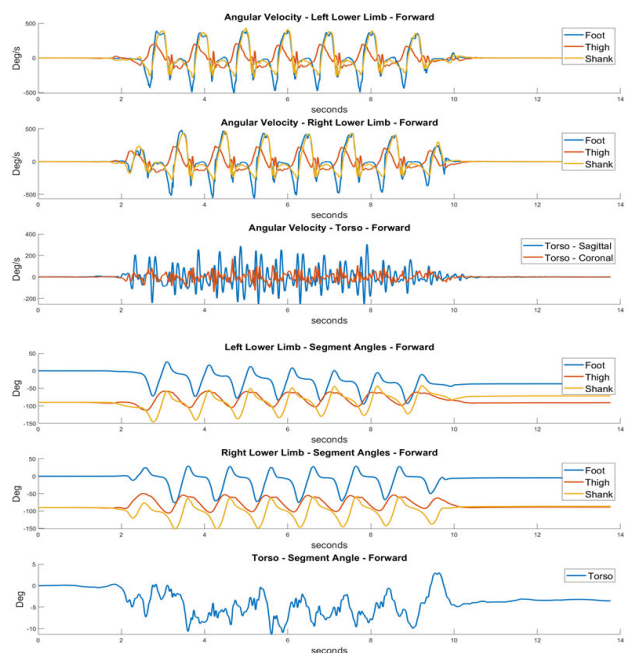 Angular Velocity - Left Lower Limb - Forward
500
0
-500
Deg/s
Foot
Thigh
Shank
0 2 4 6 8 10 12 14
seconds
Angular Velocity - Right Lower Limb - Forward
500
0
-500
Deg/s
Foot
Thigh
Shank
0 2 4 6 8 10 12 14
seconds
Angular Velocity - Torso - Forward
400
200
0
-200
Deg/s
Torso - Sagittal
Torso - Coronal
0 2 4 6 8 10 12 14
seconds
Left Lower Limb - Segment Angles - Forward
50
0
-50
-100
-150
Deg
Foot
Thigh
Shank
0 2 4 6 8 10 12 14
seconds
Right Lower Limb - Segment Angles - Forward
50
0
-50
-100
-150
Deg
Foot
Thigh
Shank
0 2 4 6 8 10 12 14
seconds
Torso - Segment Angle - Forward
5
0
-5
-10
Deg
Torso
0 2 4 6 8 10 12 14
seconds